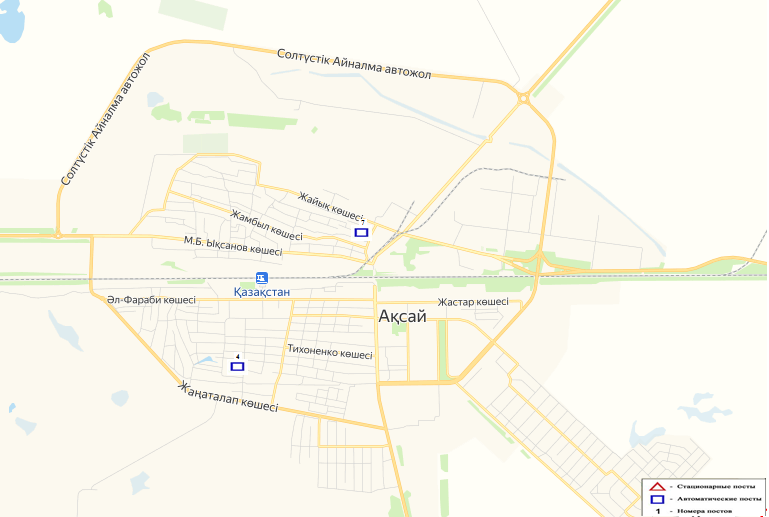 Солтүстік Айналма автожол
Солтүстік Айналма автожол
Жайық көшесі
Жамбыл көшесі
М.Б. Ықсанов көшесі
Қазақстан
Әл-Фараби көшесі
Жастар көшесі
Ақсай
Тихоненко көшесі
4
Жаңаталап көшесі
- Стационарные посты
- Автоматические посты
1 - Номера постов